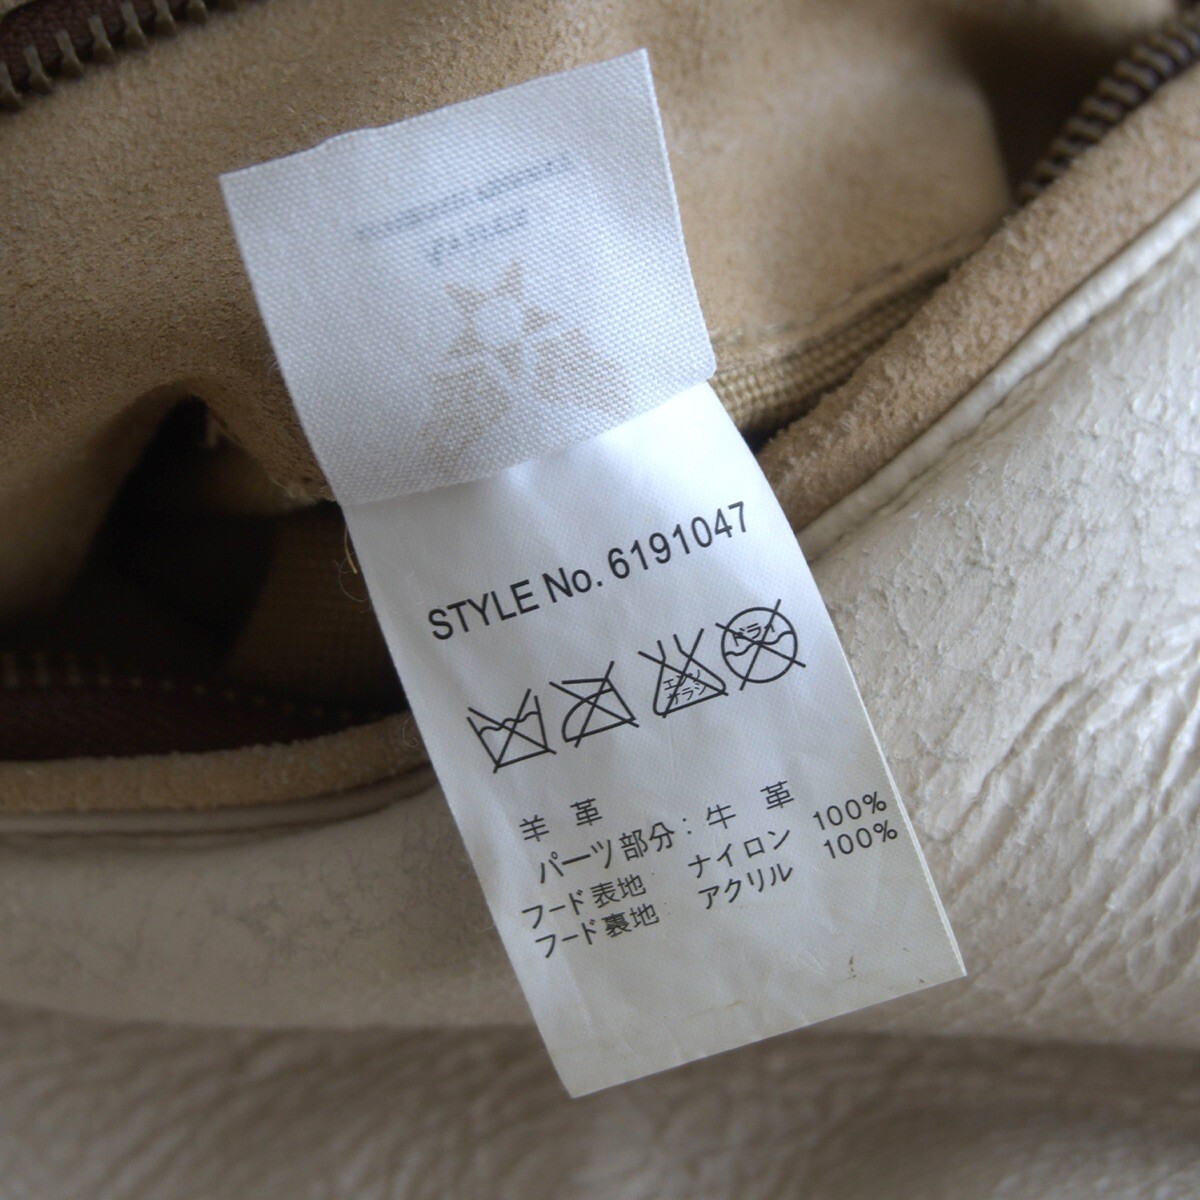 STYLE No. 6191047
ドライ
エンソ
サラシ
羊 革
パーツ部分：牛 革
フード表地 ナイロン 100%
フード裏地 アクリル 100%